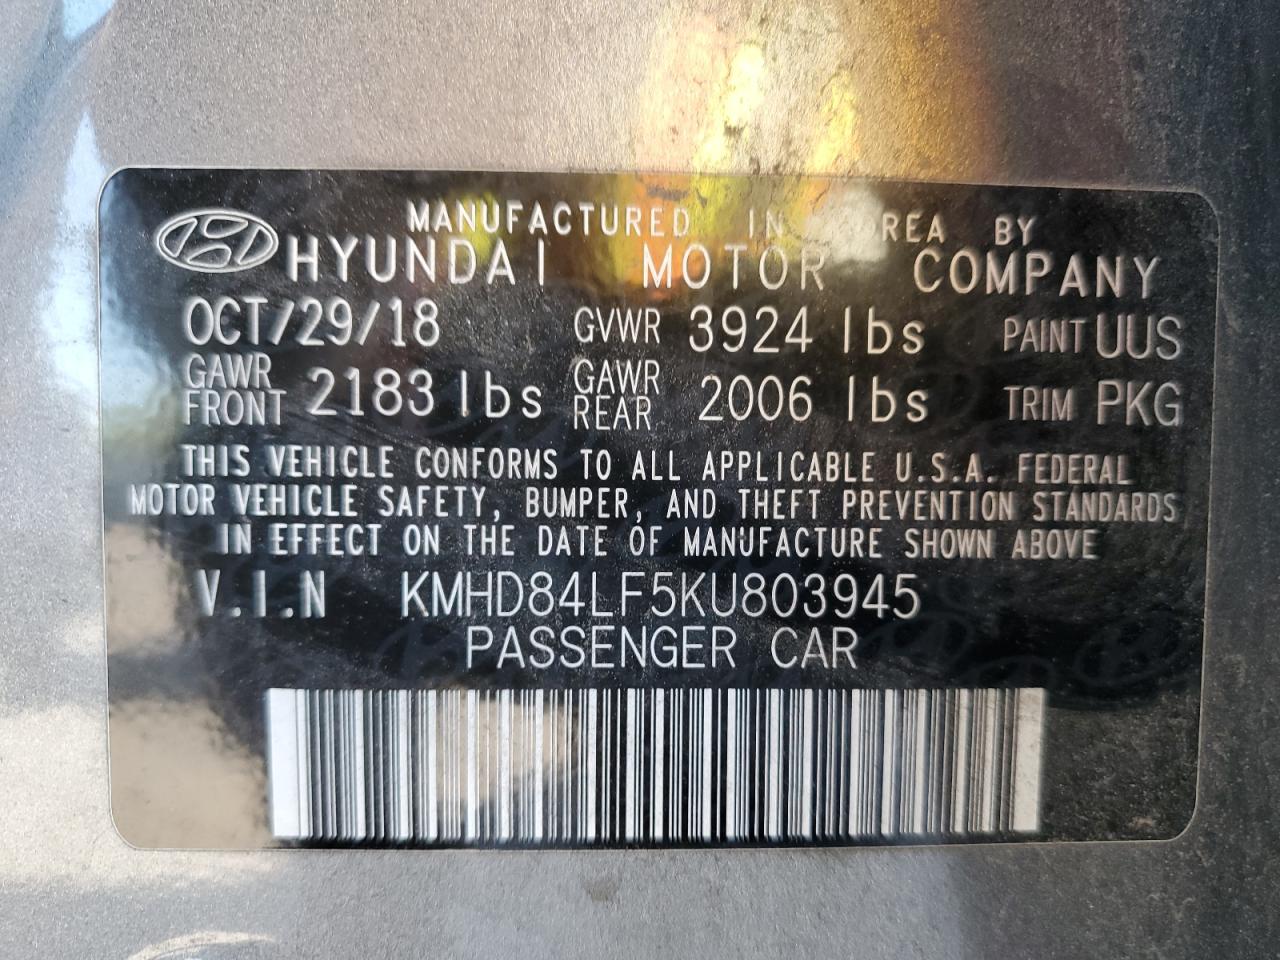 MANUFACTURED IN KOREA BY
HYUNDAI MOTOR COMPANY
OCT/29/18 GVWR 3924 lbs PAINT UUS
GAWR FRONT 2183 lbs GAWR REAR 2006 lbs TRIM PKG
THIS VEHICLE CONFORMS TO ALL APPLICABLE U.S.A. FEDERAL
MOTOR VEHICLE SAFETY, BUMPER, AND THEFT PREVENTION STANDARDS
IN EFFECT ON THE DATE OF MANUFACTURE SHOWN ABOVE
V.I.N KMHD84LF5KU803945
PASSENGER CAR